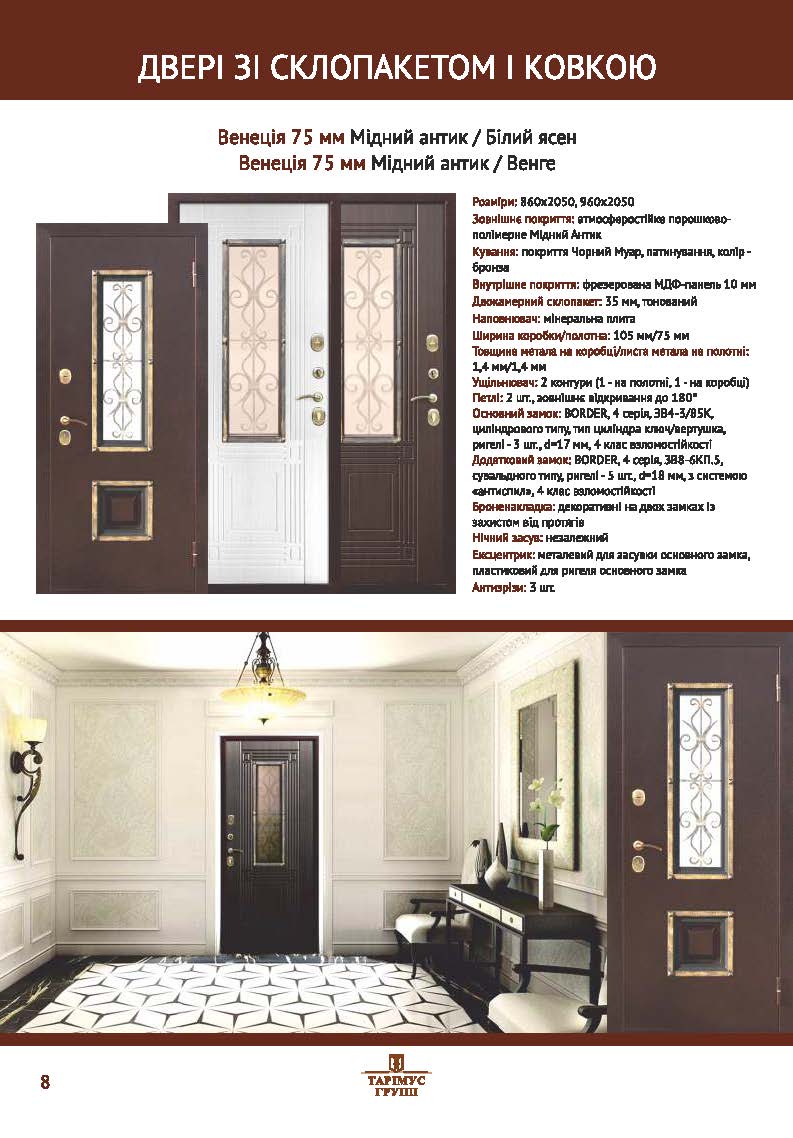 ДВЕРІ ЗІ СКЛОПАКЕТОМ І КОВКОЮ
Венеція 75 мм Мідний антик / Білий ясен
Венеція 75 мм Мідний антик / Венге
Розміри: 860х2050, 960х2050
Зовнішнє покриття: атмосферостійке порошково-
полімерне Мідний Антик
Кування: покриття Чорний Муар, патинування, колір -
бронза
Внутрішнє покриття: фрезерована МДФ-панель 10 мм
Двокамерний склопакет: 35 мм, тонований
Наповнювач: мінеральна плита
Ширина коробки/полотна: 105 мм/75 мм
Товщина метала на коробці/листа метала на полотні:
1,4 мм/1,4 мм
Ущільнювач: 2 контури (1 - на полотні, 1 - на коробці)
Петлі: 2 шт., зовнішнє відкривання до 180°
Основний замок: BORDER, 4 серія, ЗВ4-3/85К,
циліндрового типу, тип циліндра ключ/вертушка,
ригелі - 3 шт., d=17 мм, 4 клас взломостійкості
Додатковий замок: BORDER, 4 серія, ЗВ8-6КП.5,
сувальдного типу, ригелі - 5 шт., d=18 мм, з системою
«антиспил», 4 клас взломостійкості
Броненакладка: декоративні на двох замках із
захистом від протягів
Нічний засув: незалежний
Ексцентрик: металевий для засувки основного замка,
пластиковий для ригеля основного замка
Антизрізи: 3 шт.
8
ТАРІМУС
ГРУПП